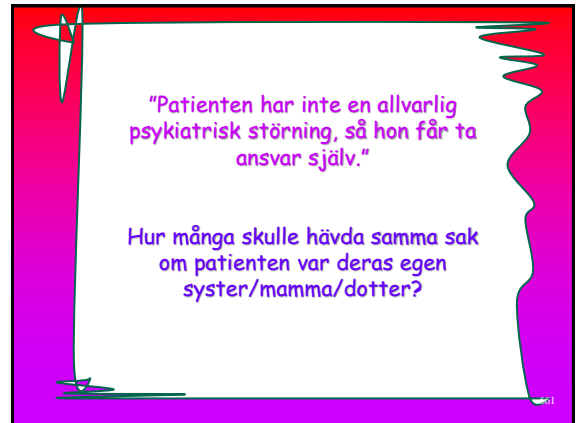 ”Patienten har inte en allvarlig
psykiatrisk störning, så hon får ta
ansvar själv.”
Hur många skulle hävda samma sak
om patienten var deras egen
syster/mamma/dotter?